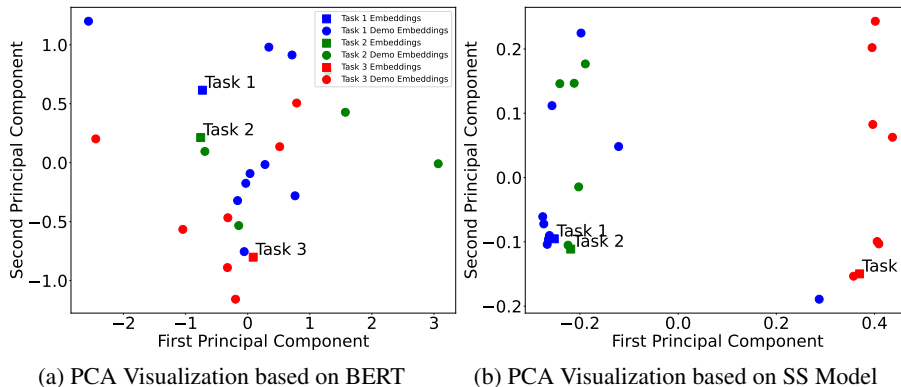 Second Principal Component
1.0
0.5
0.0
−0.5
−1.0
Task 1 Embeddings
Task 1 Demo Embeddings
Task 2 Embeddings
Task 2 Demo Embeddings
Task 3 Embeddings
Task 3 Demo Embeddings
Task 1
Task 2
Task 3
−2 −1 0 1 2 3
First Principal Component
(a) PCA Visualization based on BERT
Second Principal Component
0.2
0.1
0.0
−0.1
−0.2
Task 1
Task 2
Task
−0.2 0.0 0.2 0.4
First Principal Component
(b) PCA Visualization based on SS Model